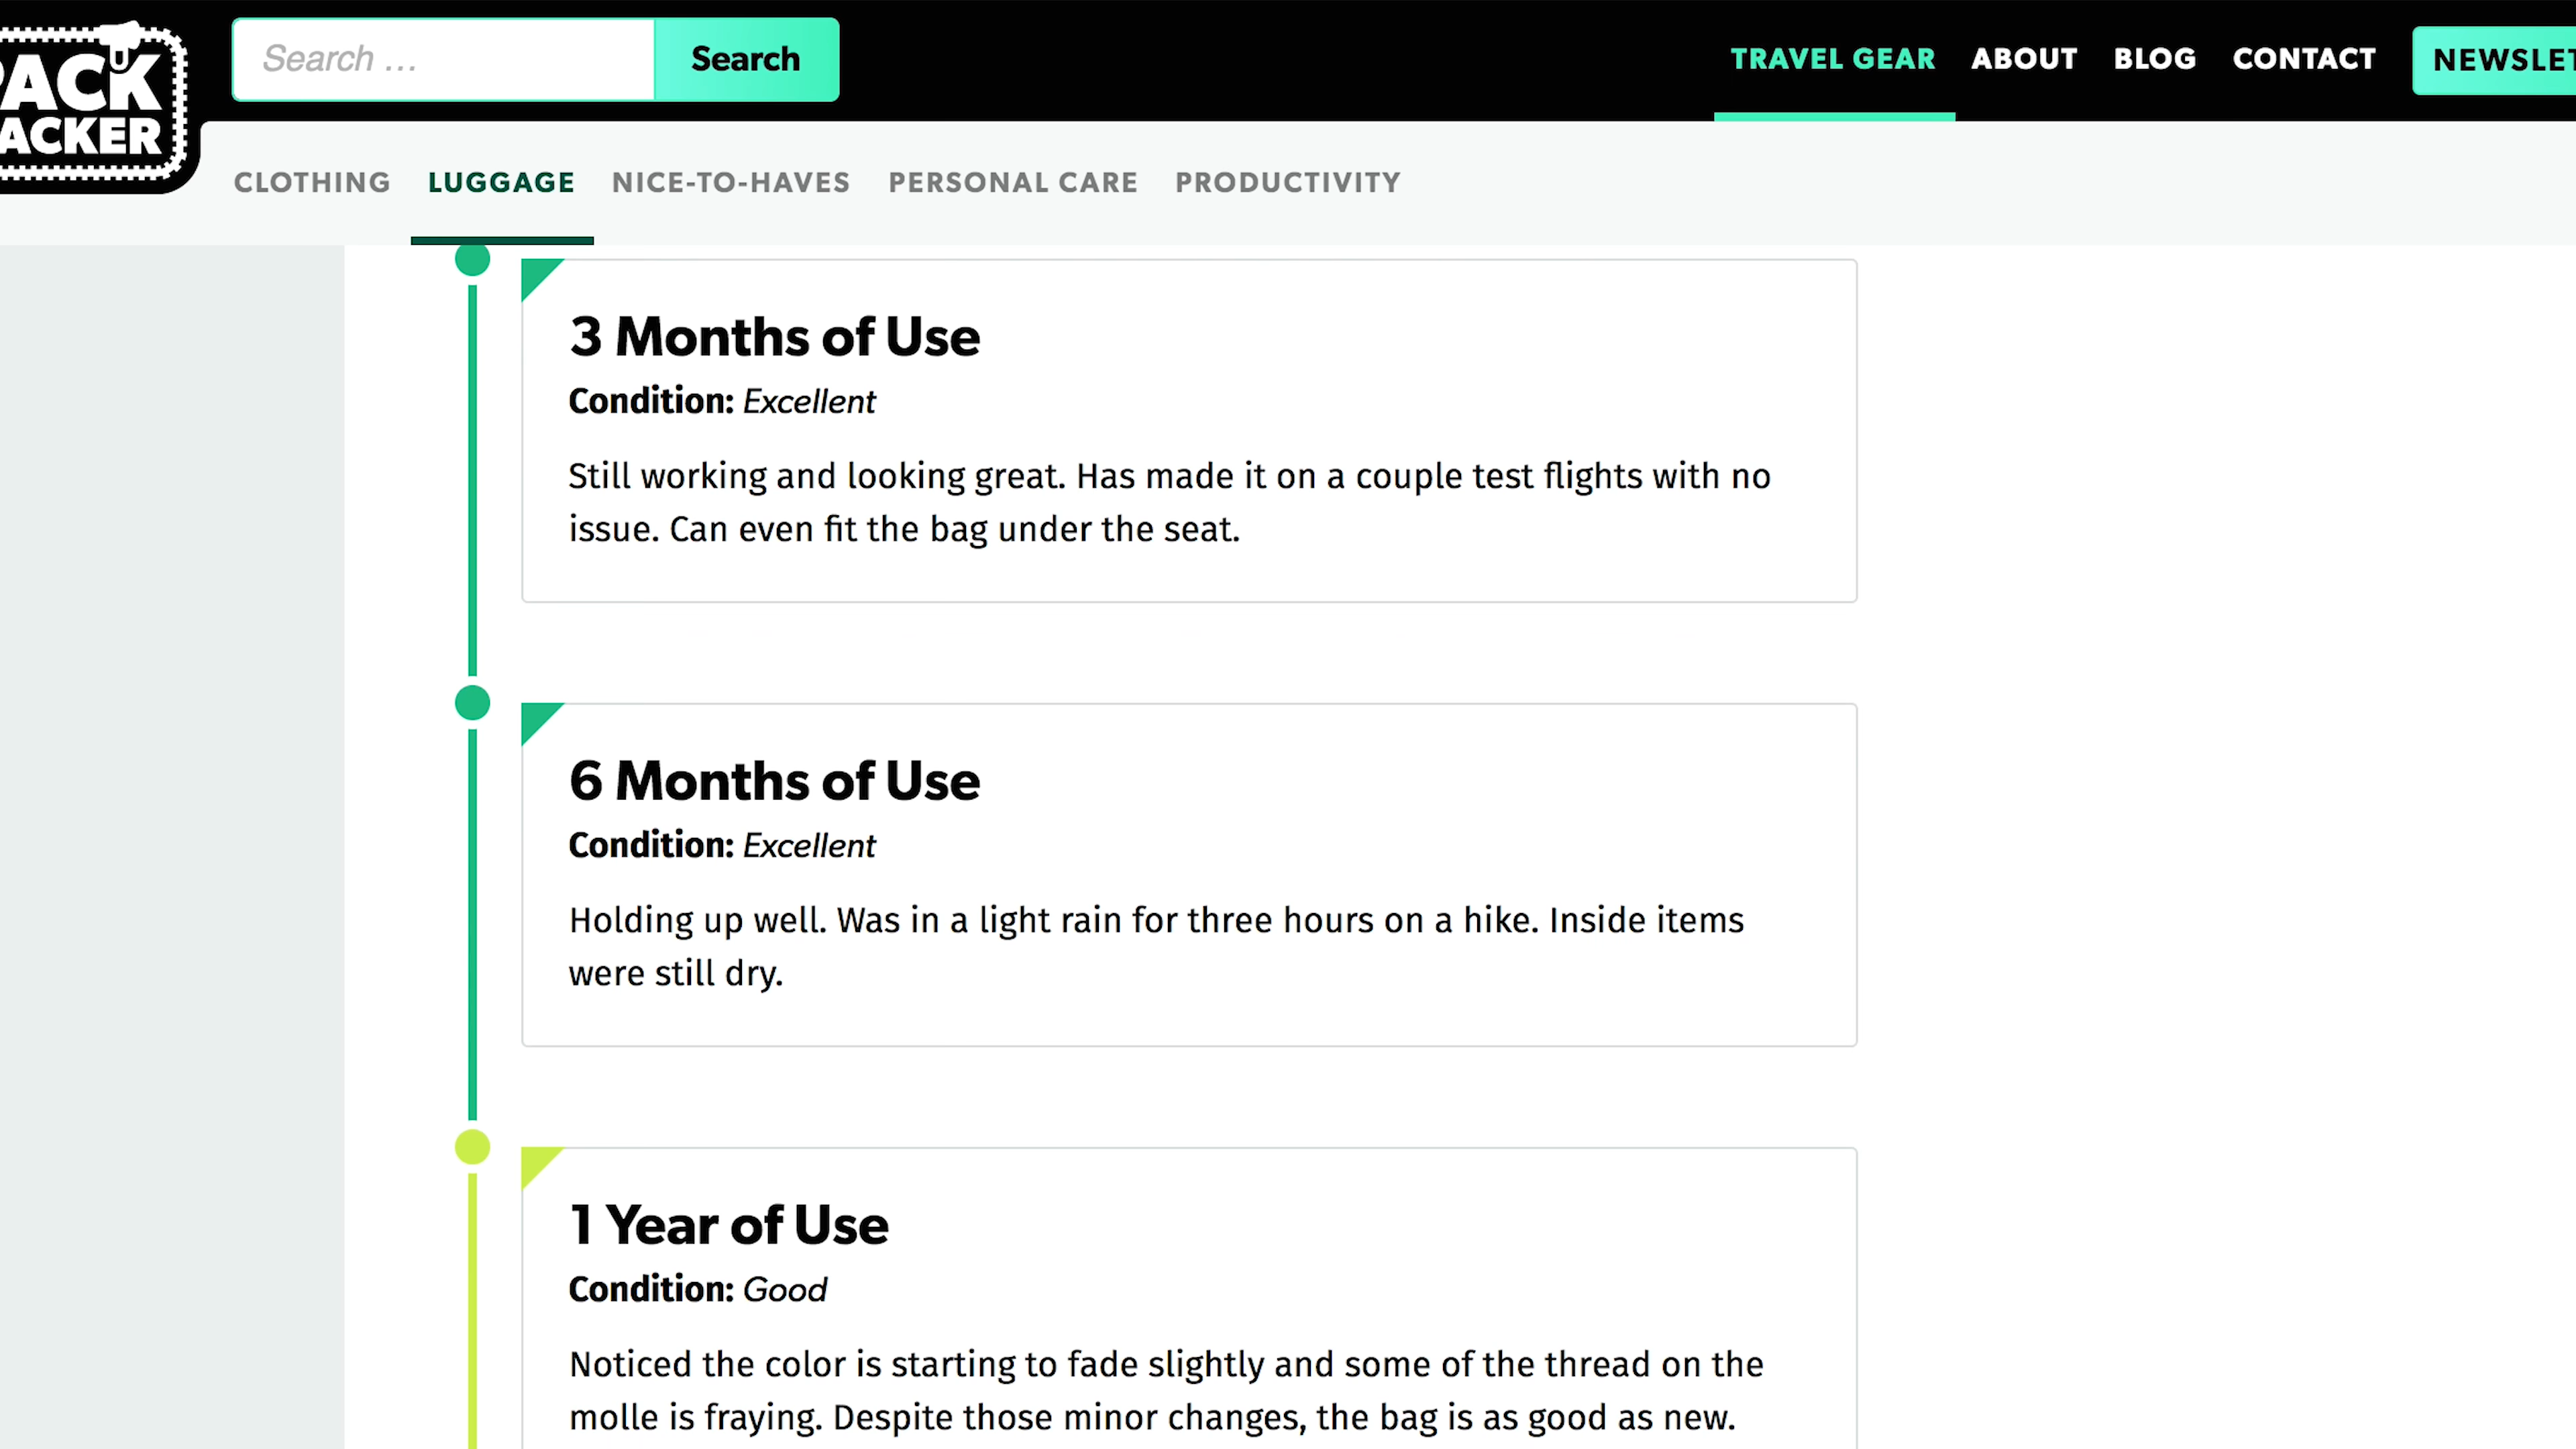 PACK
HACKER
Search ...
Search
TRAVEL GEAR
ABOUT
BLOG
CONTACT
CLOTHING
LUGGAGE
NICE-TO-HAVES
PERSONAL CARE
PRODUCTIVITY
3 Months of Use
Condition: Excellent
Still working and looking great. Has made it on a couple test flights with no
issue. Can even fit the bag under the seat.
6 Months of Use
Condition: Excellent
Holding up well. Was in a light rain for three hours on a hike. Inside items
were still dry.
1 Year of Use
Condition: Good
Noticed the color is starting to fade slightly and some of the thread on the
molle is fraying. Despite those minor changes, the bag is as good as new.